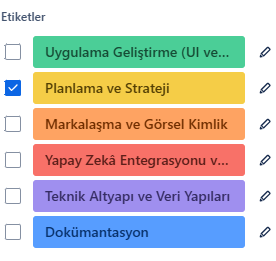 Etiketler
Uygulama Geliştirme (UI ve...
Planlama ve Strateji
Markalaşma ve Görsel Kimlik
Yapay Zekâ Entegrasyonu v...
Teknik Altyapı ve Veri Yapıları
Dokümantasyon